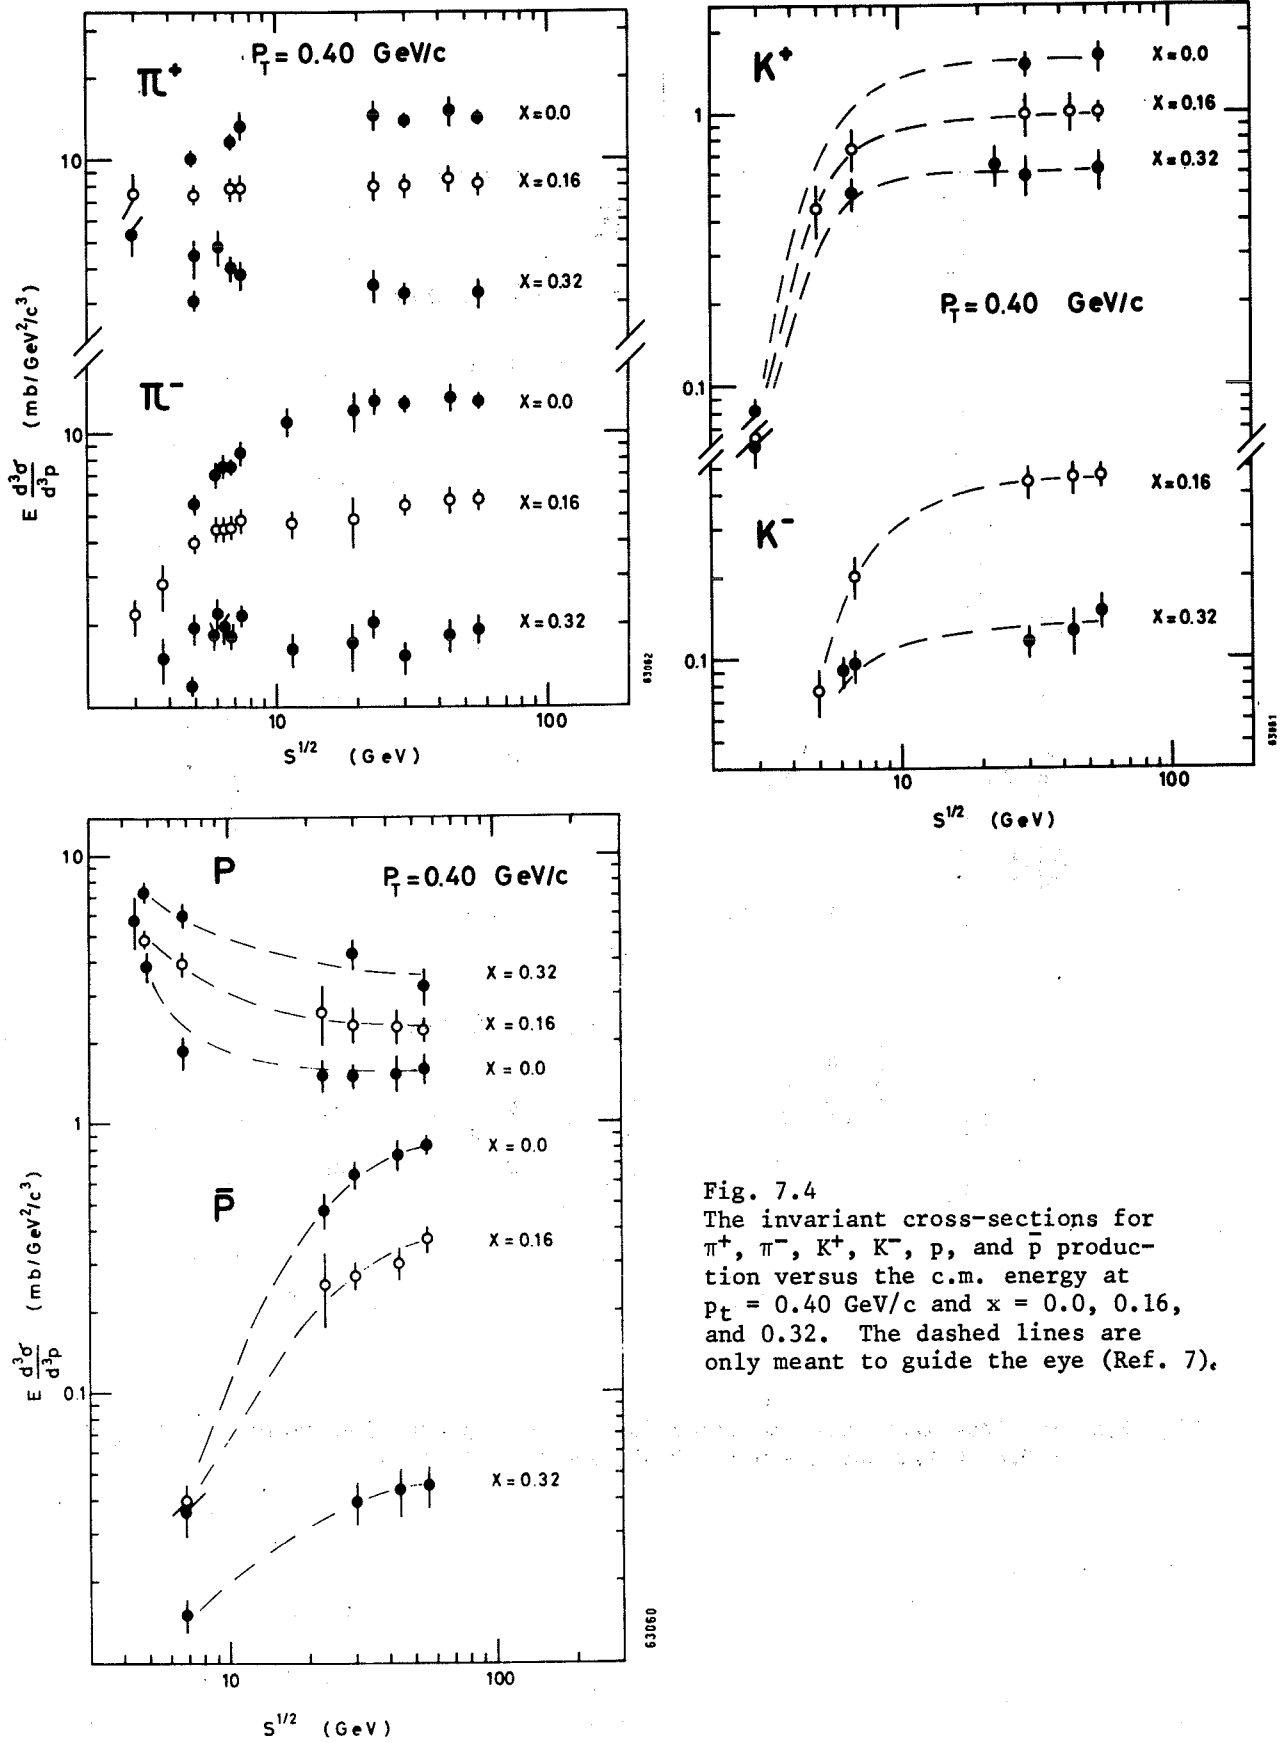 π⁺
P_T = 0.40 GeV/c
X=0.0
X=0.16
X=0.32
10
π⁻
X=0.0
X=0.16
X=0.32
10
E d³σ/d³p (mb/GeV²/c³)
10 100
S^1/2 (GeV)
63062
K⁺
X=0.0
X=0.16
X=0.32
1
P_T = 0.40 GeV/c
0.1
K⁻
X=0.16
X=0.32
0.1
10 100
S^1/2 (GeV)
63061
P
P_T = 0.40 GeV/c
10
X = 0.32
X = 0.16
X = 0.0
1
P̄
X = 0.0
X = 0.16
0.1
X = 0.32
E d³σ/d³p (mb/GeV²/c³)
10 100
S^1/2 (GeV)
63060
Fig. 7.4
The invariant cross-sections for
π⁺, π⁻, K⁺, K⁻, p, and p̄ produc-
tion versus the c.m. energy at
p_t = 0.40 GeV/c and x = 0.0, 0.16,
and 0.32. The dashed lines are
only meant to guide the eye (Ref. 7).